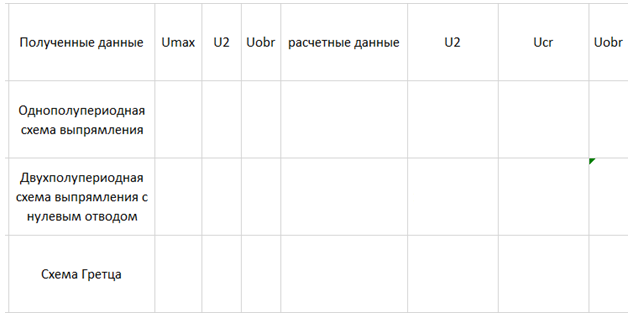 Полученные данные Umax U2 Uobr расчетные данные U2 Ucr Uobr
Однополупериодная
схема выпрямления
Двухполупериодная
схема выпрямления с
нулевым отводом
Схема Гретца